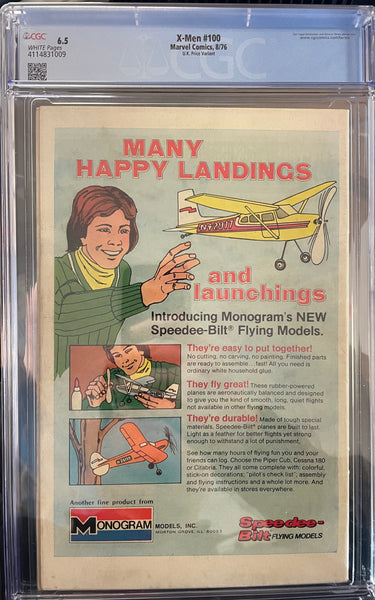 CGC 6.5
WHITE Pages
4114831009
X-Men #100
Marvel Comics, 8/76
U.K. Price Variant
CGC
MANY
HAPPY LANDINGS
and
launchings
Introducing Monogram's NEW
Speedee-Bilt® Flying Models.
They're easy to put together!
No cutting, no carving, no painting. Finished parts
are ready to assemble...fast! All you need is
ordinary white household glue.
They fly great! These rubber-powered
planes are aeronautically balanced and designed
to give you the kind of smooth, long, quiet flights
not available in other flying models.
They're durable! Made of tough special
materials, Speedee-Bilt® planes are built to last.
Light as a feather for better flights yet strong
enough to withstand a lot of punishment.
See how many hours of flying fun you and your
friends can log. Choose the Piper Cub, Cessna 180
or Citabria. They all come complete with: colorful,
stick-on decorations; "pilot's check list"; assembly
and flying instructions and a whole lot more. And
they're available in stores everywhere.
Another fine product from
MONOGRAM MODELS, INC.
MORTON GROVE, ILL. 60053
Speedee-
Bilt FLYING MODELS